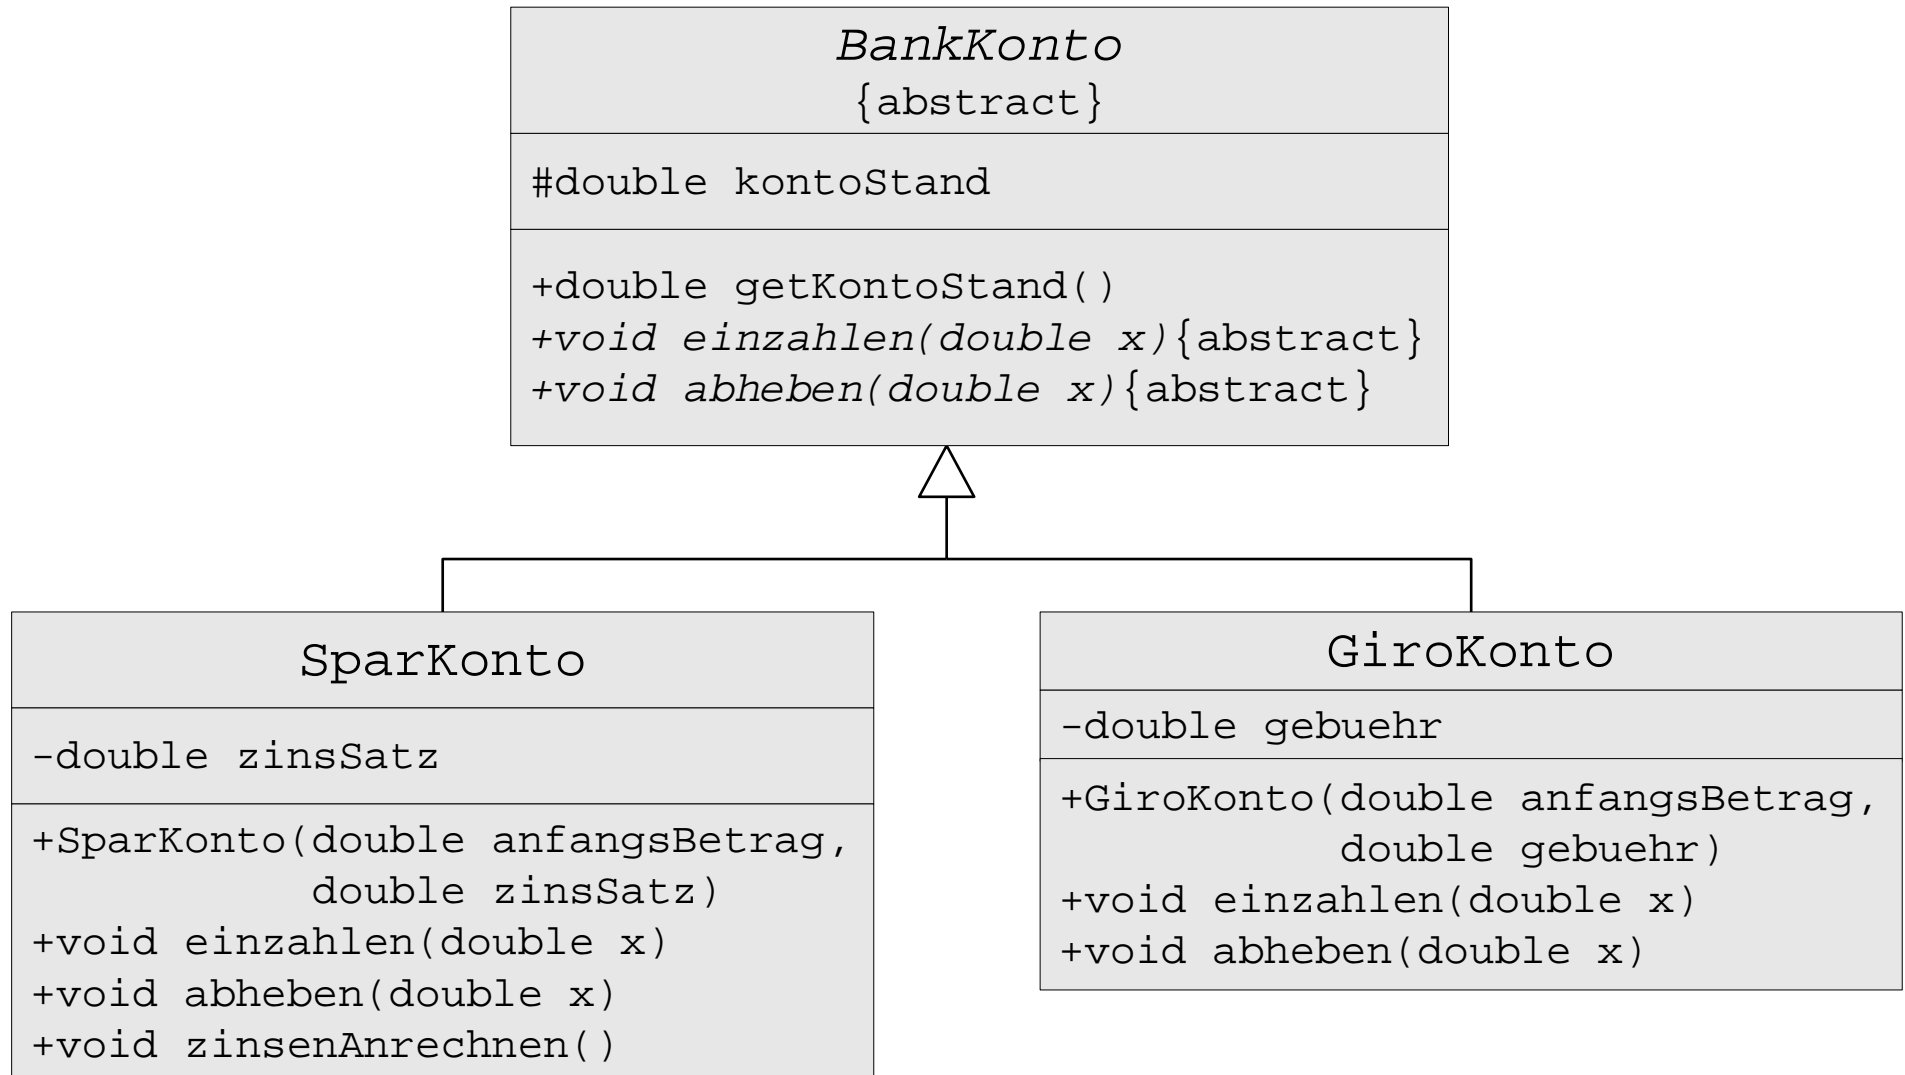 BankKonto
{abstract}
#double kontoStand
+double getKontoStand()
+void einzahlen(double x){abstract}
+void abheben(double x){abstract}
SparKonto
-double zinsSatz
+SparKonto(double anfangsBetrag,
double zinsSatz)
+void einzahlen(double x)
+void abheben(double x)
+void zinsenAnrechnen()
GiroKonto
-double gebuehr
+GiroKonto(double anfangsBetrag,
double gebuehr)
+void einzahlen(double x)
+void abheben(double x)